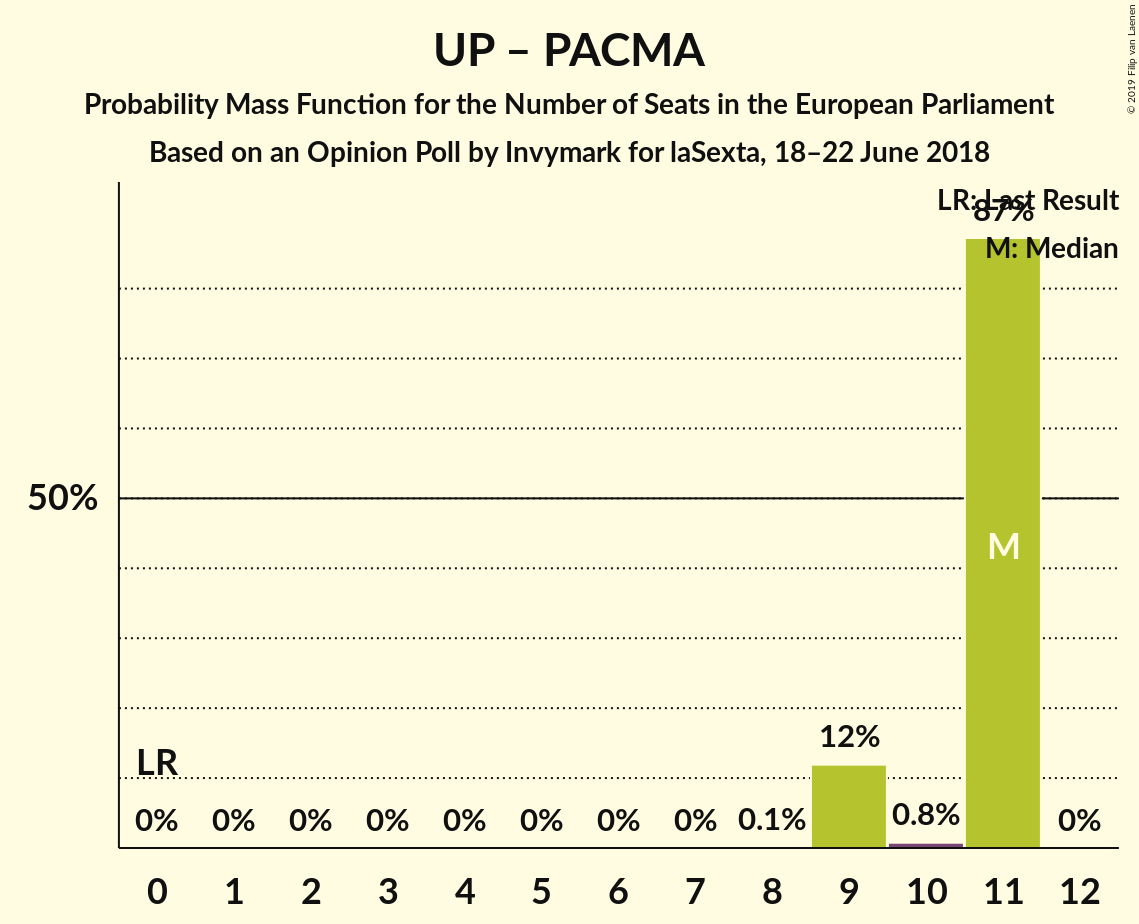 UP – PACMA
Probability Mass Function for the Number of Seats in the European Parliament
Based on an Opinion Poll by Invymark for laSexta, 18–22 June 2018
© 2019 Filip van Laenen
LR: Last Result
87%
M: Median
50%
M
12%
LR
0% 0% 0% 0% 0% 0% 0% 0% 0.1% 0.8% 0%
0 1 2 3 4 5 6 7 8 9 10 11 12